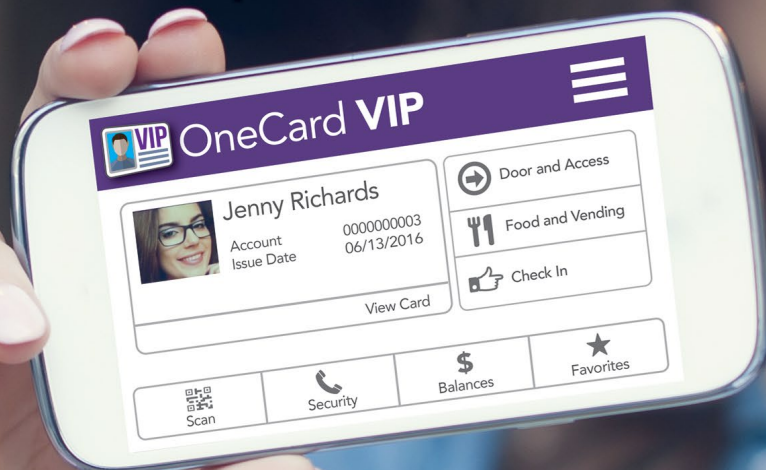 VIP OneCard VIP
Jenny Richards
Account 0000000003
Issue Date 06/13/2016
View Card
Door and Access
Food and Vending
Check In
Scan
Security
Balances
Favorites